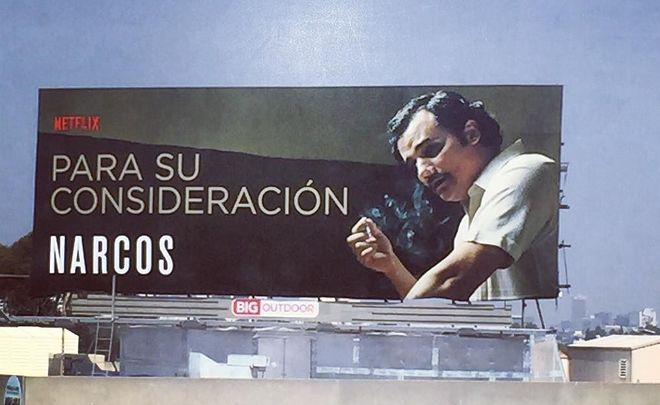 NETFLIX
PARA SU
CONSIDERACIÓN
NARCOS
BIG OUTDOOR